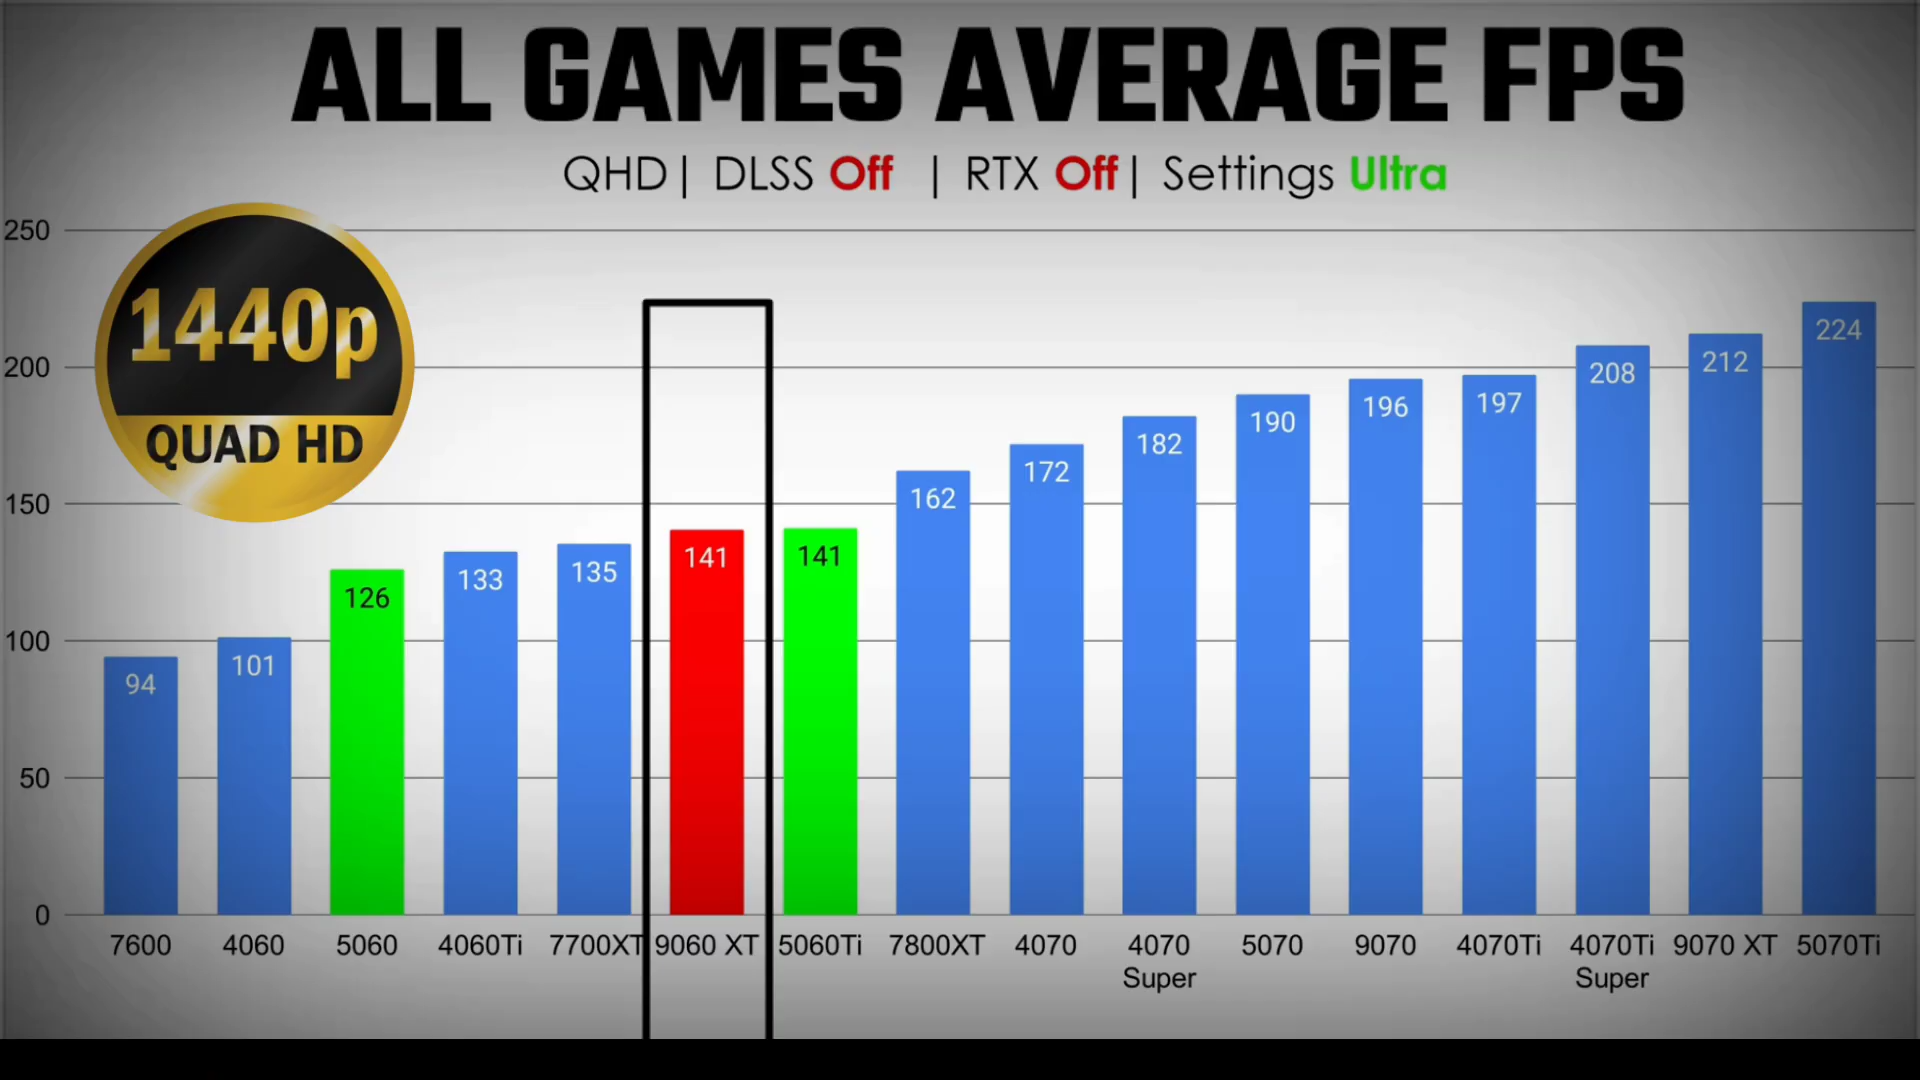 ALL GAMES AVERAGE FPS
QHD | DLSS Off | RTX Off | Settings Ultra
250
200
150
100
50
0
1440p
QUAD HD
94
101
126
133
135
141
141
162
172
182
190
196
197
208
212
224
7600
4060
5060
4060Ti
7700XT
9060 XT
5060Ti
7800XT
4070
4070
Super
5070
9070
4070Ti
4070Ti
Super
9070 XT
5070Ti